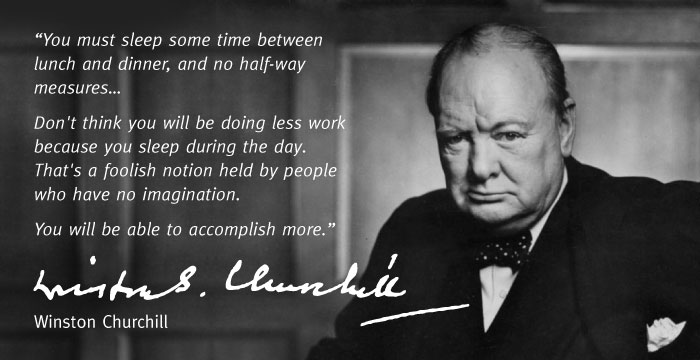 “You must sleep some time between
lunch and dinner, and no half-way
measures...
Don't think you will be doing less work
because you sleep during the day.
That's a foolish notion held by people
who have no imagination.
You will be able to accomplish more.”
Winston S. Churchill
Winston Churchill